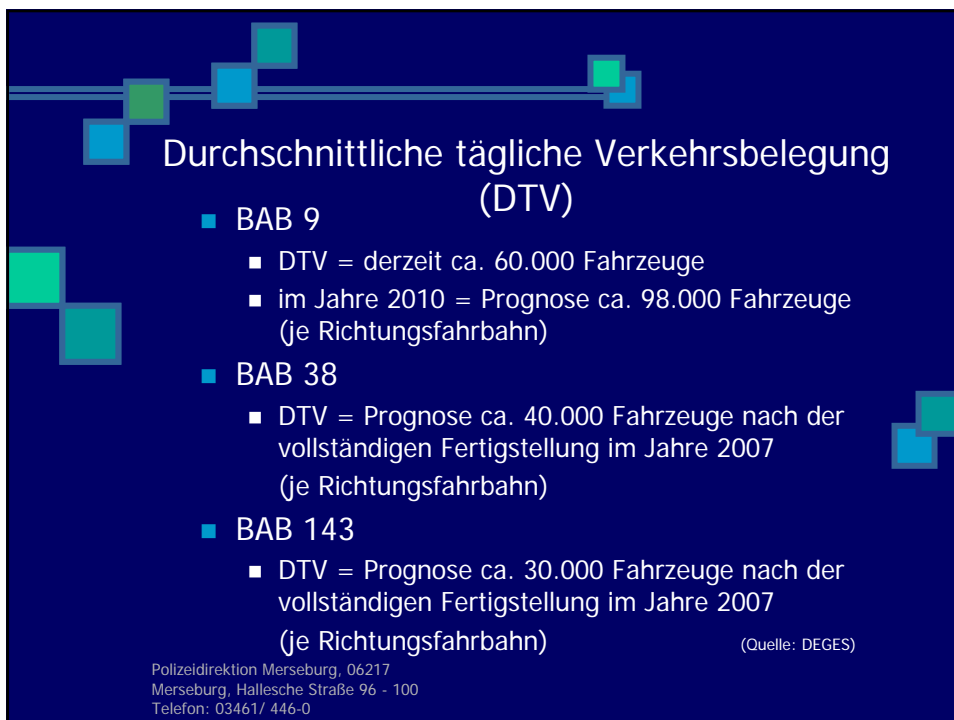 Durchschnittliche tägliche Verkehrsbelegung
(DTV)
BAB 9
DTV = derzeit ca. 60.000 Fahrzeuge
im Jahre 2010 = Prognose ca. 98.000 Fahrzeuge
(je Richtungsfahrbahn)
BAB 38
DTV = Prognose ca. 40.000 Fahrzeuge nach der
vollständigen Fertigstellung im Jahre 2007
(je Richtungsfahrbahn)
BAB 143
DTV = Prognose ca. 30.000 Fahrzeuge nach der
vollständigen Fertigstellung im Jahre 2007
(je Richtungsfahrbahn) (Quelle: DEGES)
Polizeidirektion Merseburg, 06217
Merseburg, Hallesche Straße 96 - 100
Telefon: 03461/ 446-0